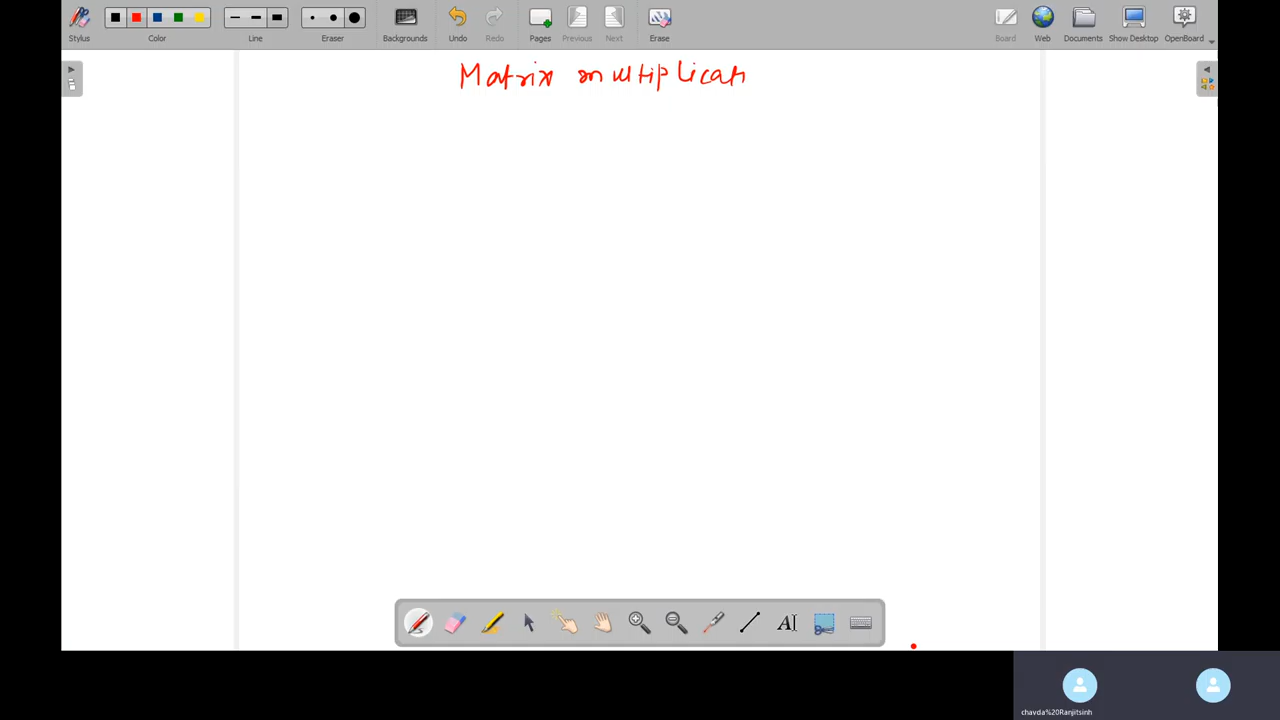 Stylus Color Line Eraser Backgrounds Undo Redo Pages Previous Next Erase Board Web Documents Show Desktop OpenBoard
Matrix multiplicati
A
chavda%20Ranjitsinh